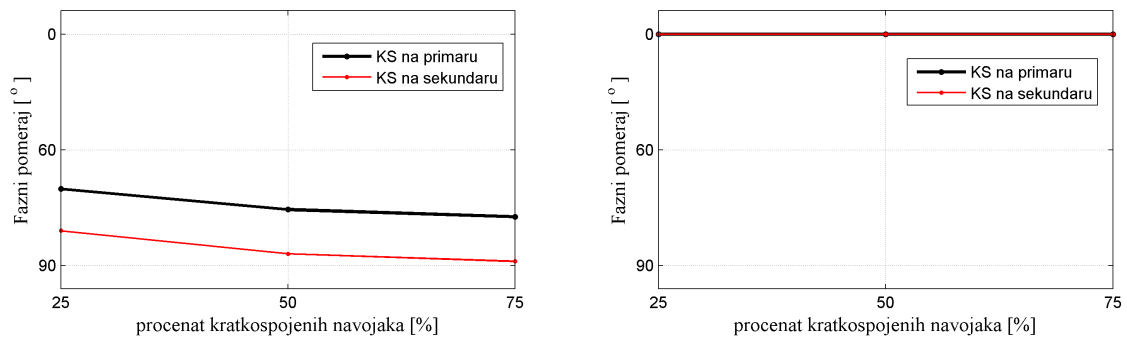 0
60
90
Fazni pomeraj [ o ]
KS na primaru
KS na sekundaru
25
50
75
procenat kratkospojenih navojaka [%]
0
60
90
Fazni pomeraj [ o ]
KS na primaru
KS na sekundaru
25
50
75
procenat kratkospojenih navojaka [%]